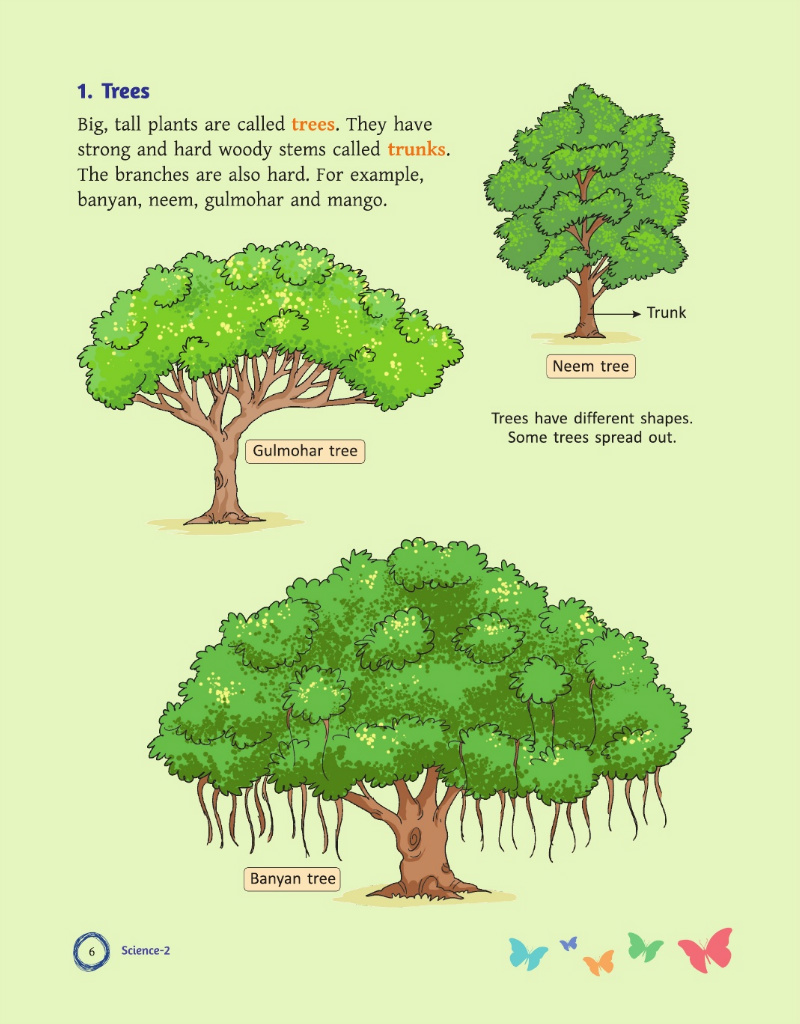 1. Trees
Big, tall plants are called trees. They have
strong and hard woody stems called trunks.
The branches are also hard. For example,
banyan, neem, gulmohar and mango.
Trunk
Neem tree
Trees have different shapes.
Some trees spread out.
Gulmohar tree
Banyan tree
6
Science-2